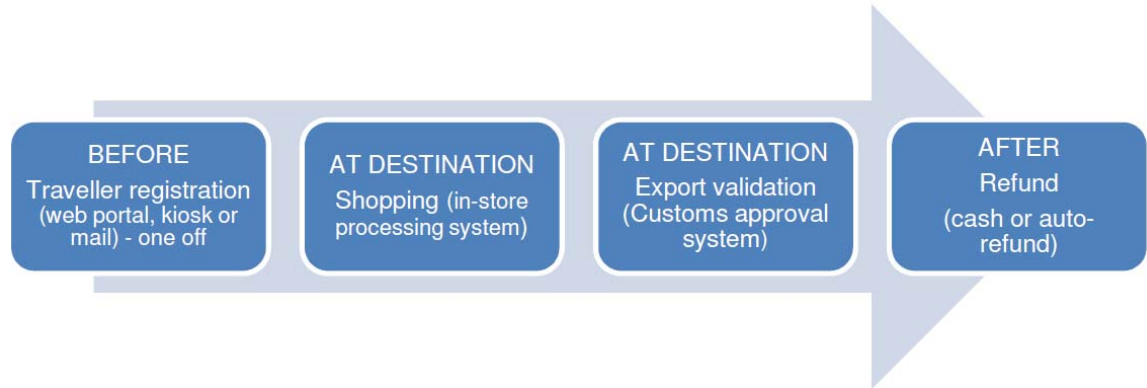 BEFORE
Traveller registration
(web portal, kiosk or
mail) - one off
AT DESTINATION
Shopping (in-store
processing system)
AT DESTINATION
Export validation
(Customs approval
system)
AFTER
Refund
(cash or auto-
refund)